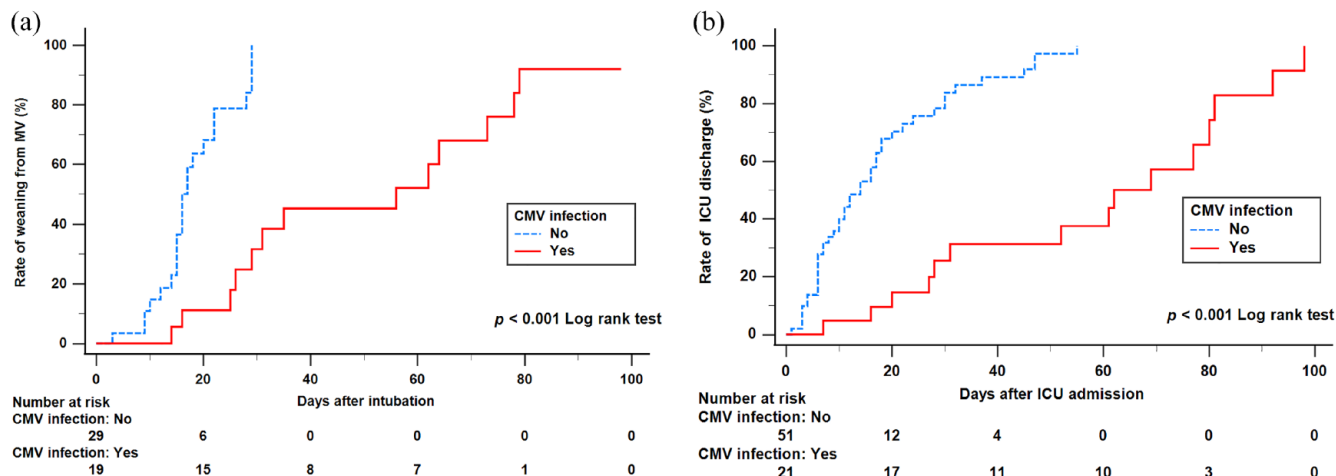 (a)
100
80
60
40
20
0
Rate of weaning from MV (%)
CMV infection
No
Yes
p < 0.001 Log rank test
0 20 40 60 80 100
Days after intubation
Number at risk
CMV infection: No
29 6 0 0 0 0
CMV infection: Yes
19 15 8 7 1 0
(b)
100
80
60
40
20
0
Rate of ICU discharge (%)
CMV infection
No
Yes
p < 0.001 Log rank test
0 20 40 60 80 100
Days after ICU admission
Number at risk
CMV infection: No
51 12 4 0 0 0
CMV infection: Yes
21 17 11 10 3 0